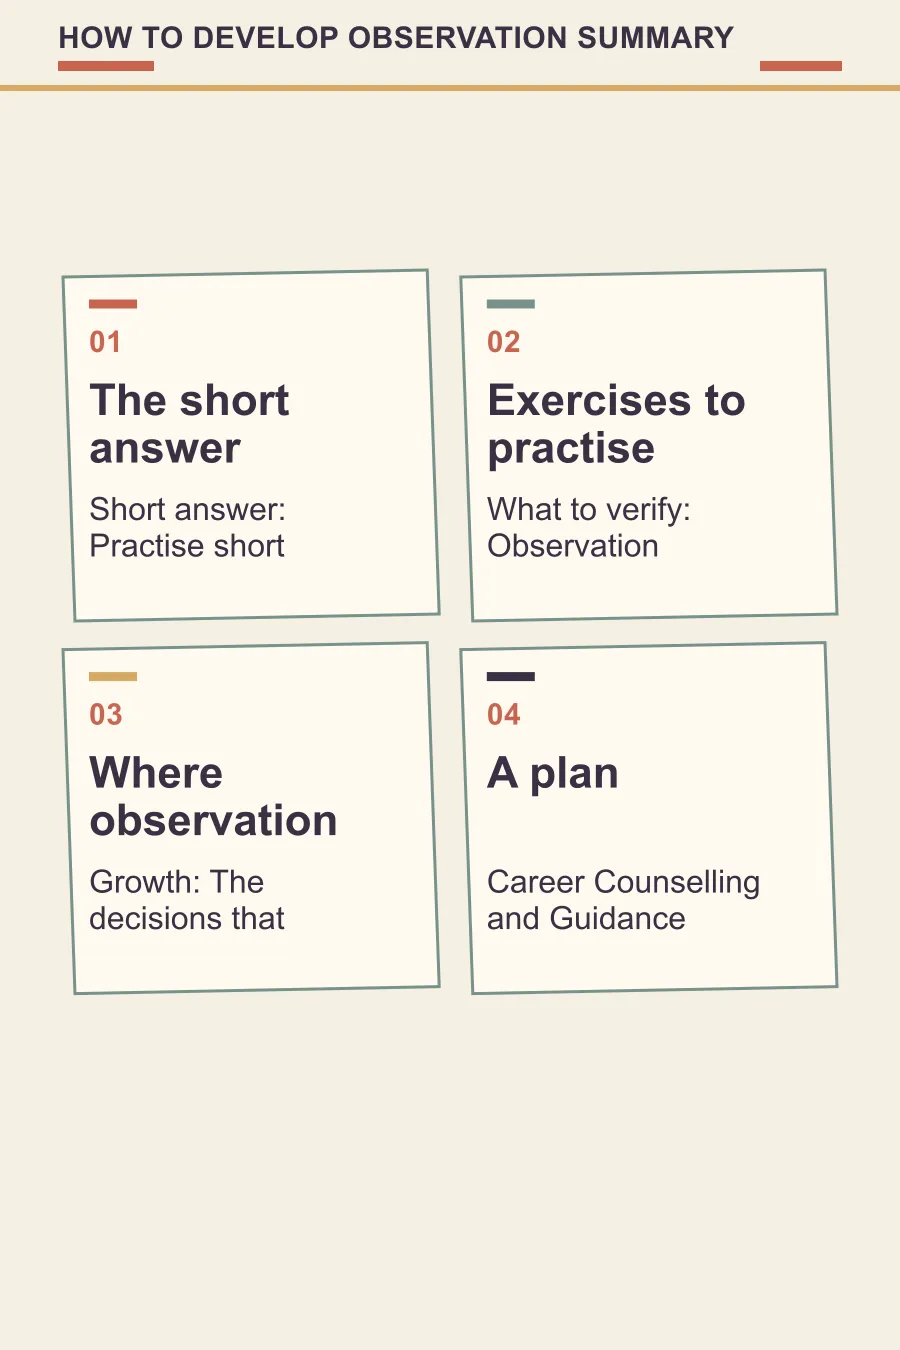 HOW TO DEVELOP OBSERVATION SUMMARY
01
The short
answer
Short answer:
Practise short
02
Exercises to
practise
What to verify:
Observation
03
Where
observation
Growth: The
decisions that
04
A plan
Career Counselling
and Guidance